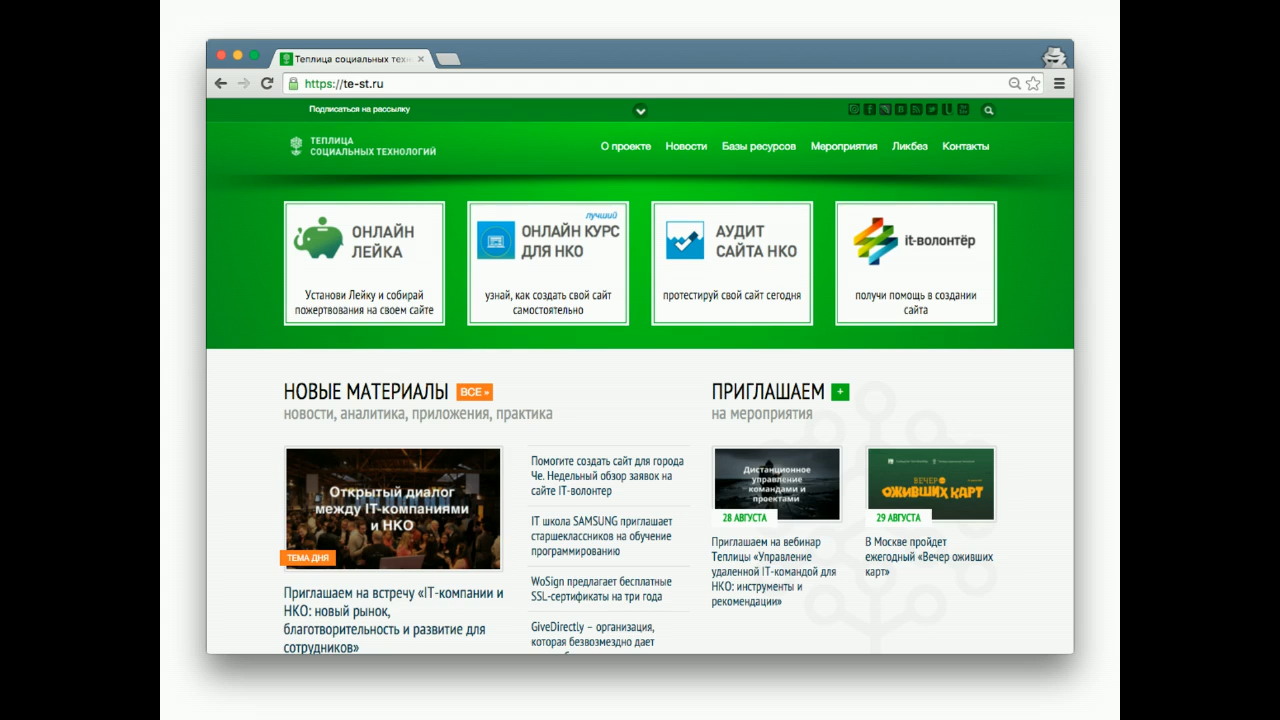 Теплица социальных техн
https://te-st.ru
Подписаться на рассылку
ТЕПЛИЦА
СОЦИАЛЬНЫХ ТЕХНОЛОГИЙ
О проекте Новости Базы ресурсов Мероприятия Ликбез Контакты
ОНЛАЙН
ЛЕЙКА
Установи Лейку и собирай
пожертвования на своем сайте
лучший
ОНЛАЙН КУРС
ДЛЯ НКО
узнай, как создать свой сайт
самостоятельно
АУДИТ
САЙТА НКО
протестируй свой сайт сегодня
it-волонтёр
получи помощь в создании
сайта
НОВЫЕ МАТЕРИАЛЫ ВСЕ »
новости, аналитика, приложения, практика
Открытый диалог
между IT-компаниями
и НКО
ТЕМА ДНЯ
Приглашаем на встречу «IT-компании и
НКО: новый рынок,
благотворительность и развитие для
сотрудников»
Помогите создать сайт для города
Че. Недельный обзор заявок на
сайте IT-волонтер
IT школа SAMSUNG приглашает
старшеклассников на обучение
программированию
WoSign предлагает бесплатные
SSL-сертификаты на три года
GiveDirectly – организация,
которая безвозмездно дает
ПРИГЛАШАЕМ +
на мероприятия
Дистанционное
управление
командами и
проектами
28 АВГУСТА
Приглашаем на вебинар
Теплицы «Управление
удаленной IT-командой для
НКО: инструменты и
рекомендации»
ВЕЧЕР
ОЖИВШИХ КАРТ
29 АВГУСТА
В Москве пройдет
ежегодный «Вечер оживших
карт»